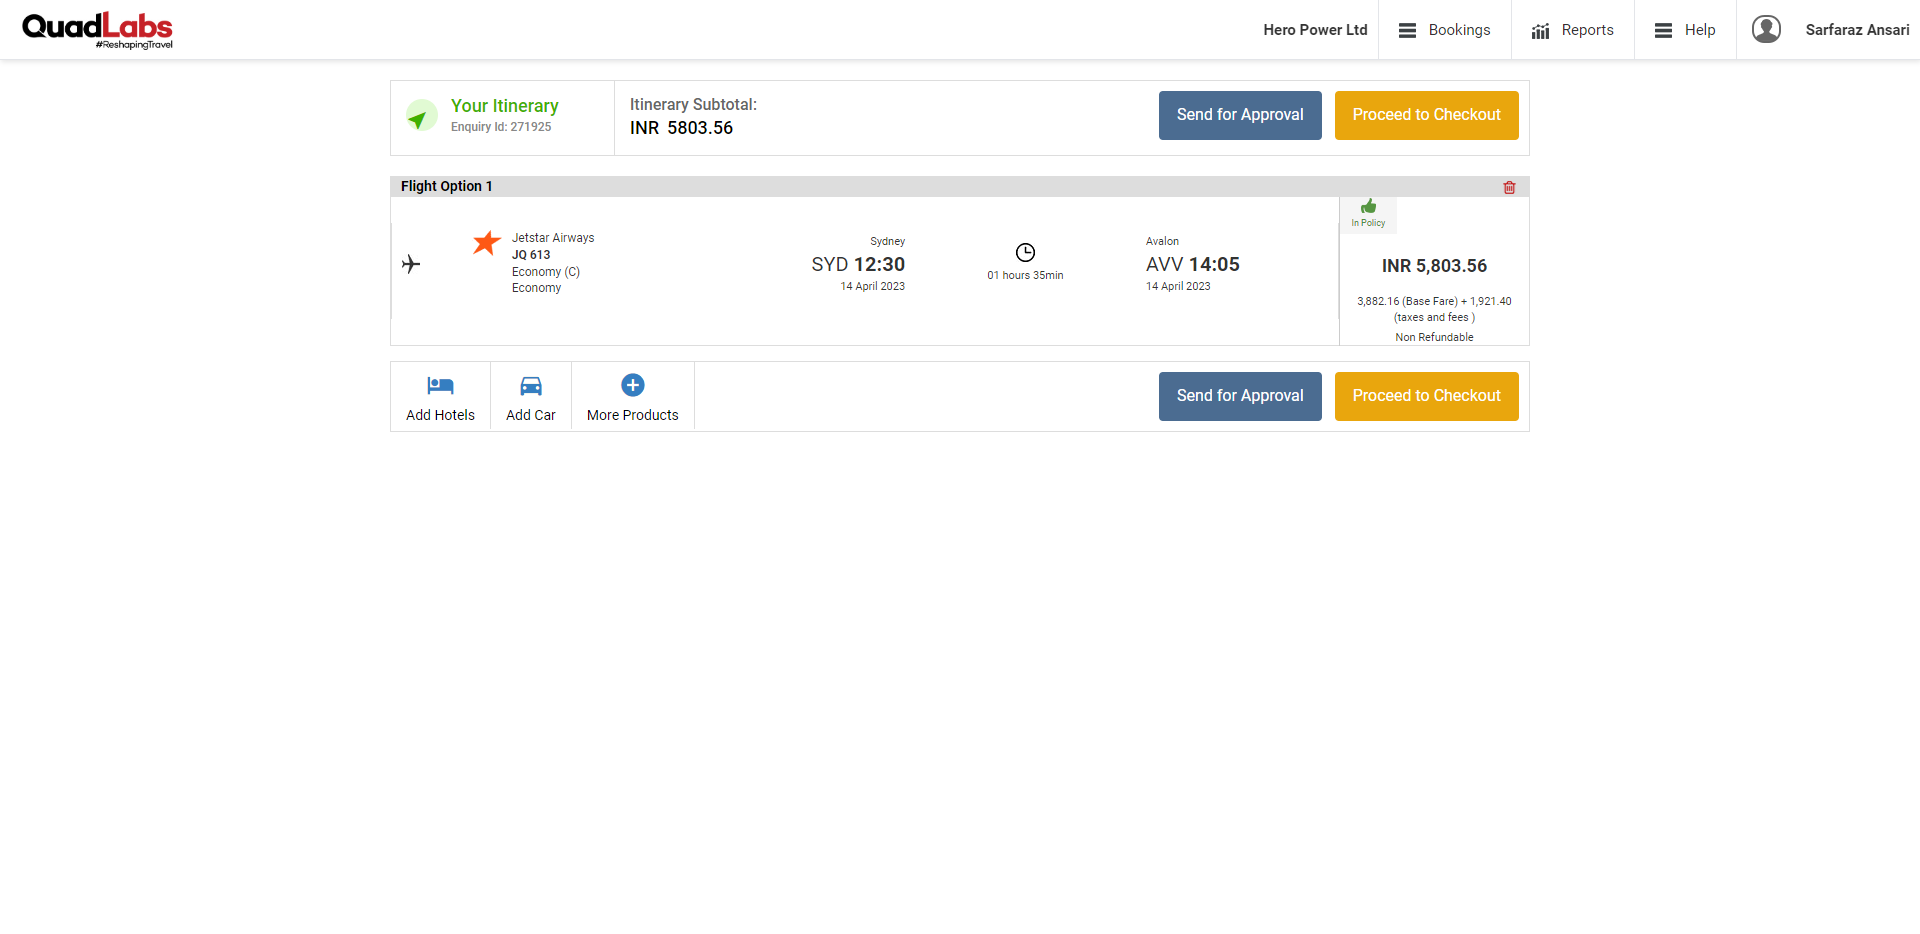 QuadLabs
#ReshapingTravel
Hero Power Ltd
Bookings
Reports
Help
Sarfaraz Ansari
Your Itinerary
Enquiry Id: 271925
Itinerary Subtotal:
INR 5803.56
Send for Approval
Proceed to Checkout
Flight Option 1
Jetstar Airways
JQ 613
Economy (C)
Economy
Sydney
SYD 12:30
14 April 2023
01 hours 35min
Avalon
AVV 14:05
14 April 2023
In Policy
INR 5,803.56
3,882.16 (Base Fare) + 1,921.40
(taxes and fees )
Non Refundable
Add Hotels
Add Car
More Products
Send for Approval
Proceed to Checkout